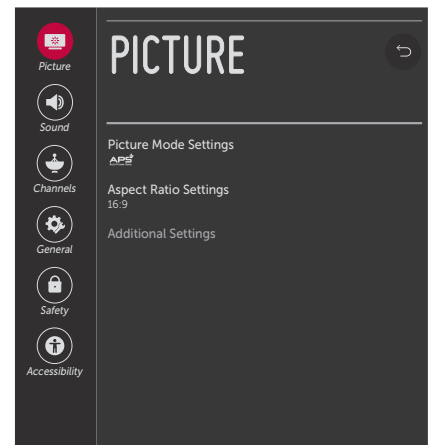 PICTURE
Picture
Sound
Channels
General
Safety
Accessibility
Picture Mode Settings
APS
Aspect Ratio Settings
16:9
Additional Settings